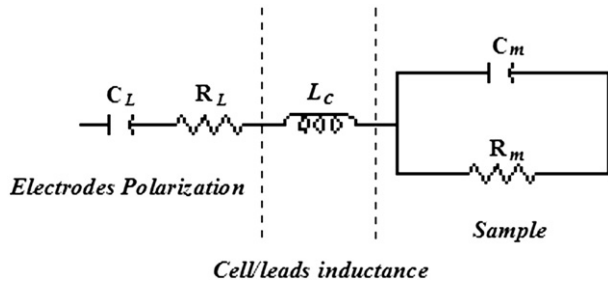 C_L R_L L_C C_m
R_m
Electrodes Polarization
Sample
Cell/leads inductance